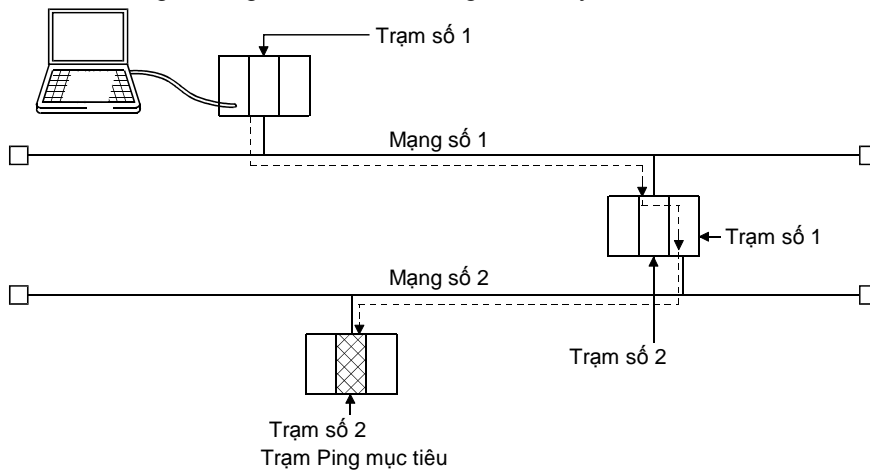 Trạm số 1
Mạng số 1
Trạm số 1
Mạng số 2
Trạm số 2
Trạm số 2
Trạm Ping mục tiêu